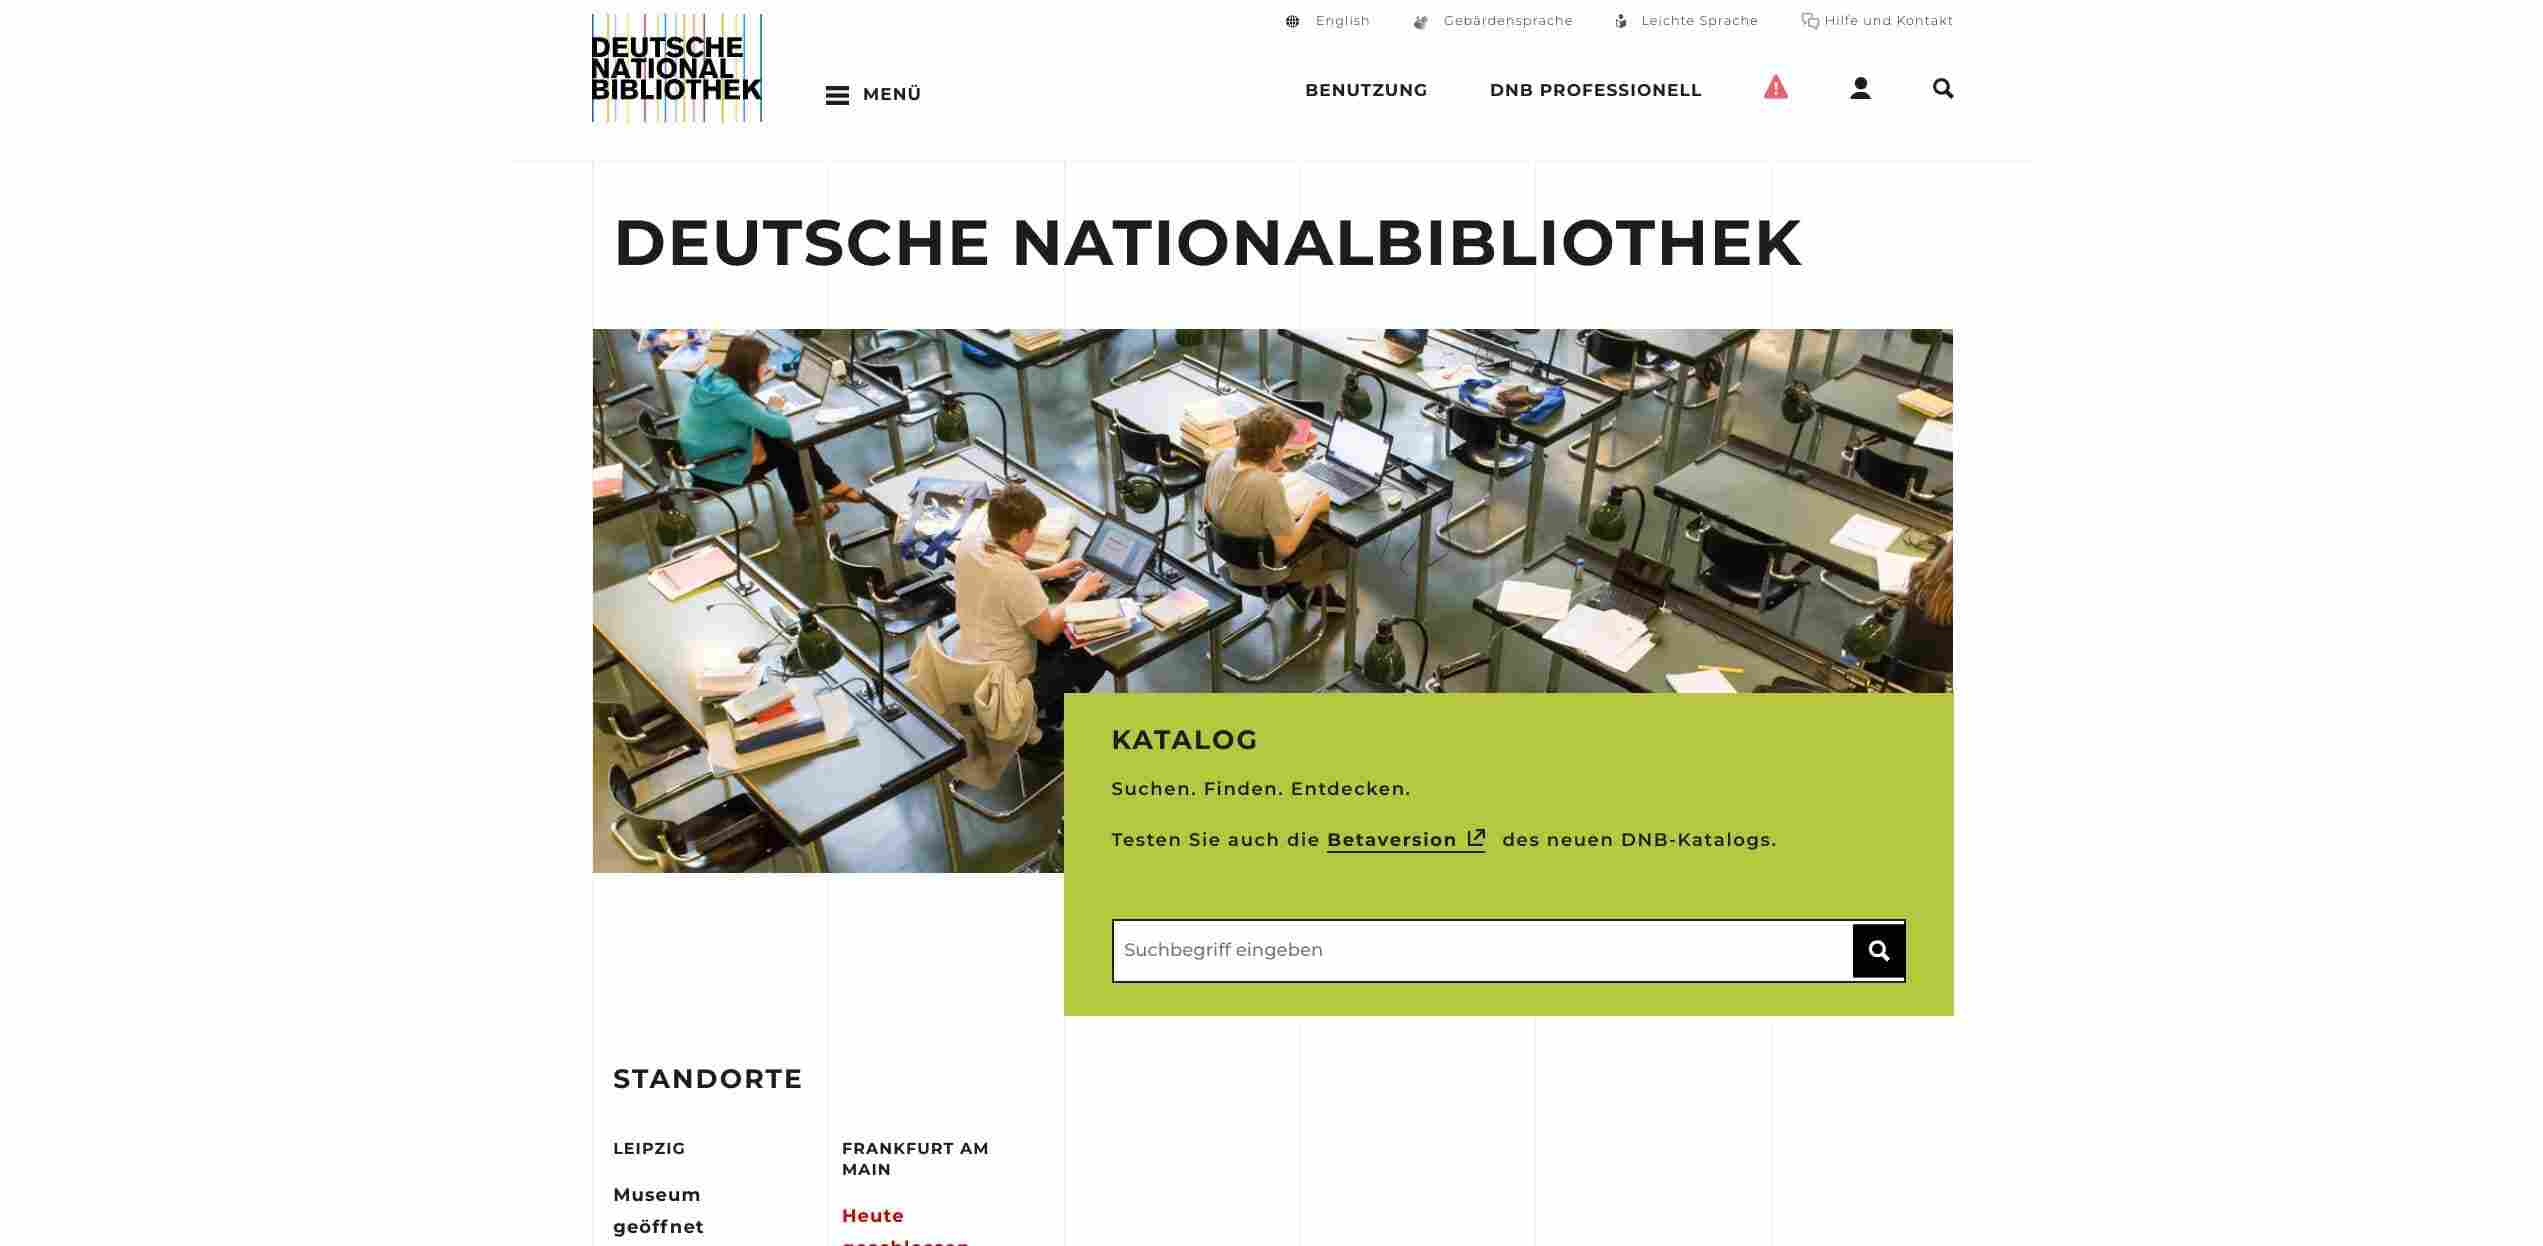 English Gebärdensprache Leichte Sprache Hilfe und Kontakt
DEUTSCHE
NATIONAL
BIBLIOTHEK
MENÜ
BENUTZUNG DNB PROFESSIONELL
DEUTSCHE NATIONALBIBLIOTHEK
KATALOG
Suchen. Finden. Entdecken.
Testen Sie auch die Betaversion des neuen DNB-Katalogs.
Suchbegriff eingeben
STANDORTE
LEIPZIG
Museum
geöffnet
FRANKFURT AM
MAIN
Heute
geschlossen